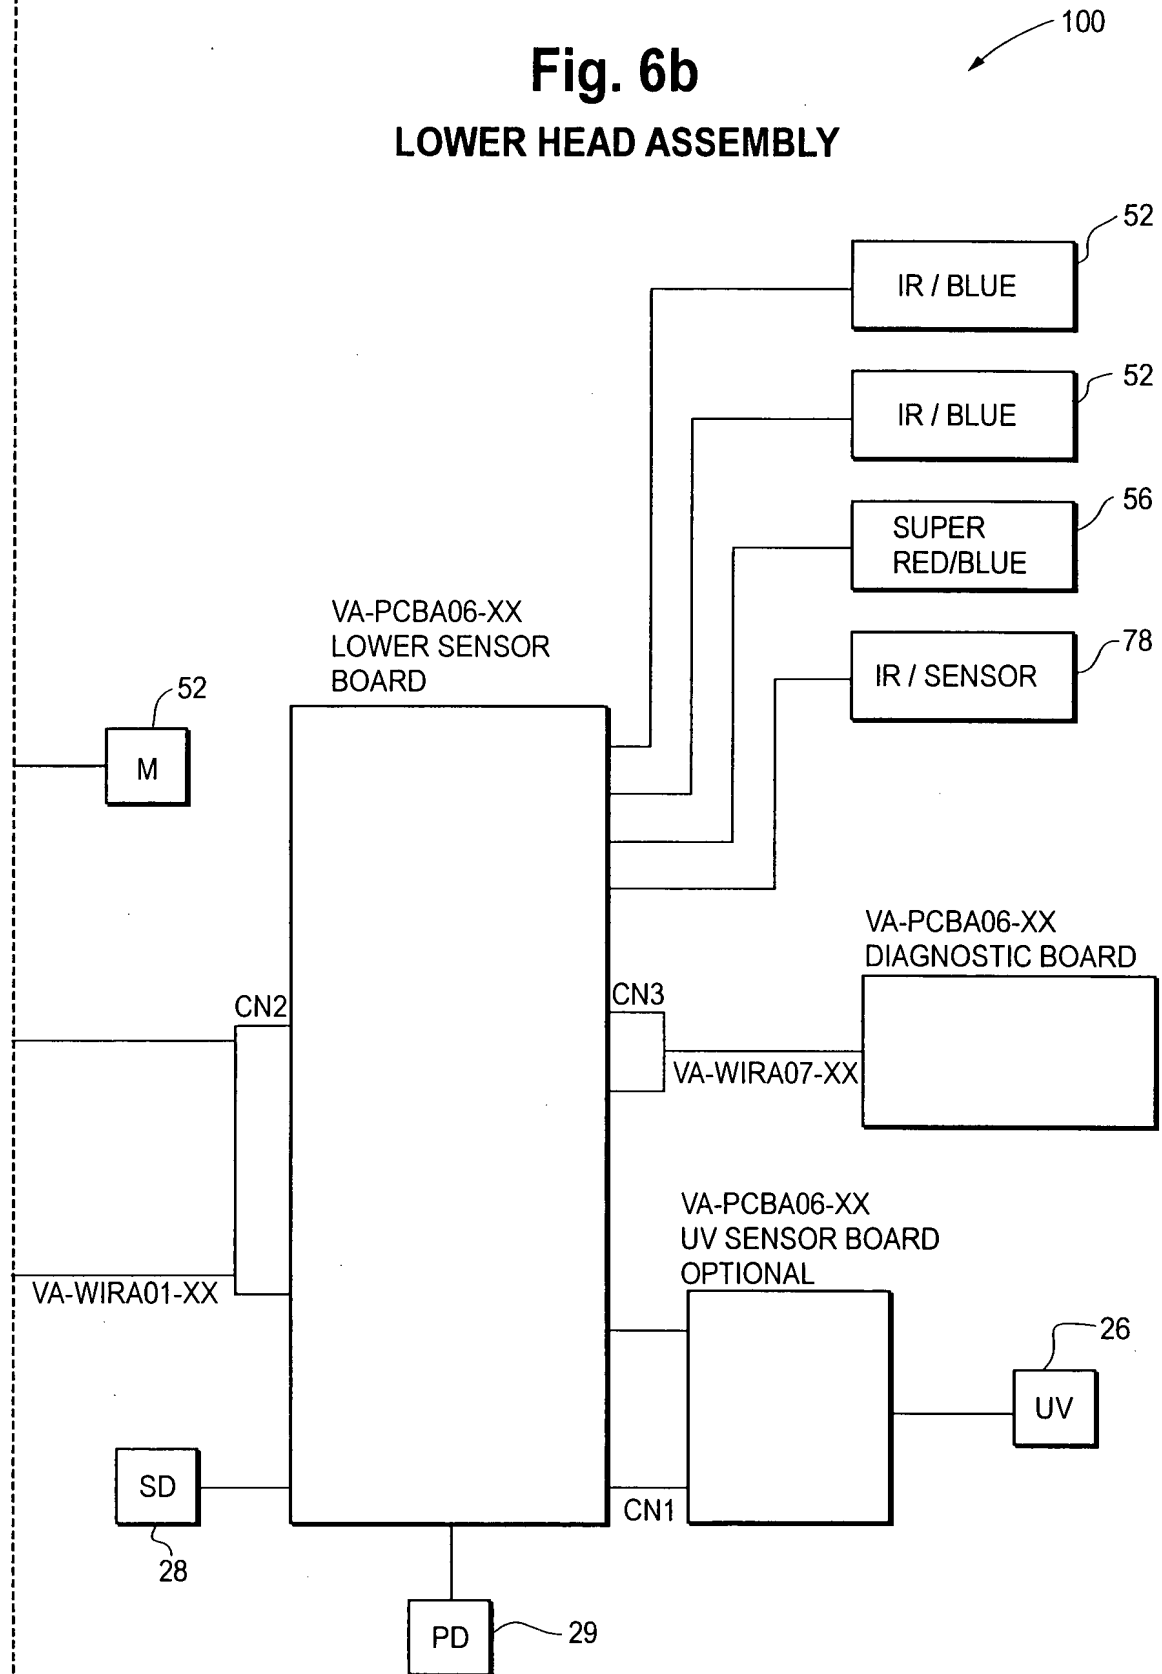 100
Fig. 6b
LOWER HEAD ASSEMBLY
52
IR / BLUE
52
IR / BLUE
56
SUPER
RED/BLUE
78
IR / SENSOR
VA-PCBA06-XX
LOWER SENSOR
BOARD
52
M
VA-PCBA06-XX
DIAGNOSTIC BOARD
CN2
CN3
VA-WIRA07-XX
VA-PCBA06-XX
UV SENSOR BOARD
OPTIONAL
VA-WIRA01-XX
26
UV
SD
28
CN1
PD
29